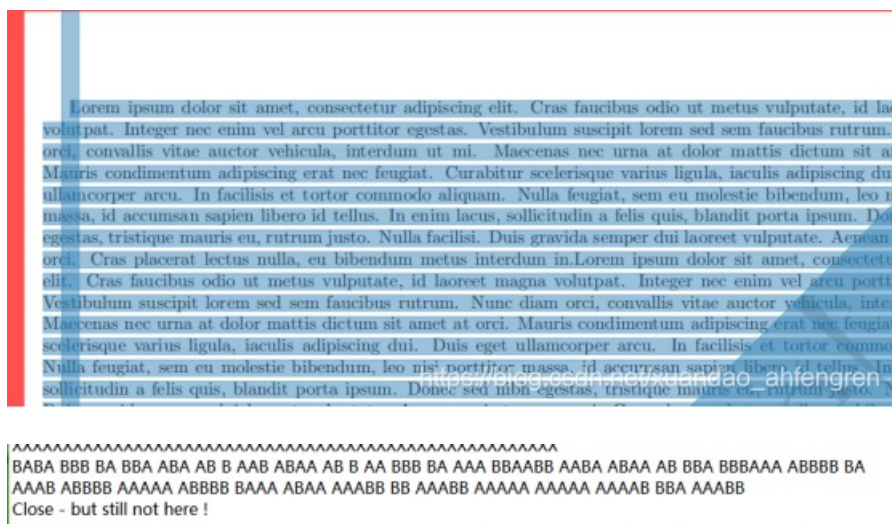 Lorem ipsum dolor sit amet, consectetur adipiscing elit. Cras faucibus odio ut metus vulputate, id
volutpat. Integer nec enim vel arcu porttitor egestas. Vestibulum suscipit lorem sed sem faucibus rutrum.
orci, convallis vitae auctor vehicula, interdum ut mi. Maecenas nec urna at dolor mattis dictum sit
Mauris condimentum adipiscing erat nec feugiat. Curabitur scelerisque varius ligula, iaculis adipiscing
ullamcorper arcu. In facilisis et tortor commodo aliquam. Nulla feugiat, sem eu molestie bibendum, leo
massa, id accumsan sapien libero id tellus. In enim lacus, sollicitudin a felis quis, blandit porta ipsum.
egestas, tristique mauris eu, rutrum justo. Nulla facilisi. Duis gravida semper dui laoreet vulputate. Aenean
orci. Cras placerat lectus nulla, eu bibendum metus interdum in.Lorem ipsum dolor sit amet,
elit. Cras faucibus odio ut metus vulputate, id laoreet magna volutpat. Integer nec enim vel arcu
Vestibulum suscipit lorem sed sem faucibus rutrum. Nunc diam orci, convallis vitae auctor vehicula,
Maecenas nec urna at dolor mattis dictum sit amet at orci. Mauris condimentum adipiscing erat nec
scelerisque varius ligula, iaculis adipiscing dui. Duis eget ullamcorper arcu. In facilisis et tortor
Nulla feugiat, sem eu molestie bibendum, leo nisi porttitor massa, id accumsan sapien libero id tellus. In
sollicitudin a felis quis, blandit porta ipsum. Donec sed nibh egestas, tristique mauris eu, rutrum justo.
https://blog.csdn.net/xuandao_ahfengren
BABA BBB BA BBA ABA AB B AAB ABAA AB B AA BBB BA AAA BBAABB AABA ABAA AB BBA BBBAAA ABBBB BA
AAAB ABBBB AAAAA ABBBB BAAA ABAA AAABB BB AAABB AAAAA AAAAA AAAAB BBA AAABB
Close - but still not here !